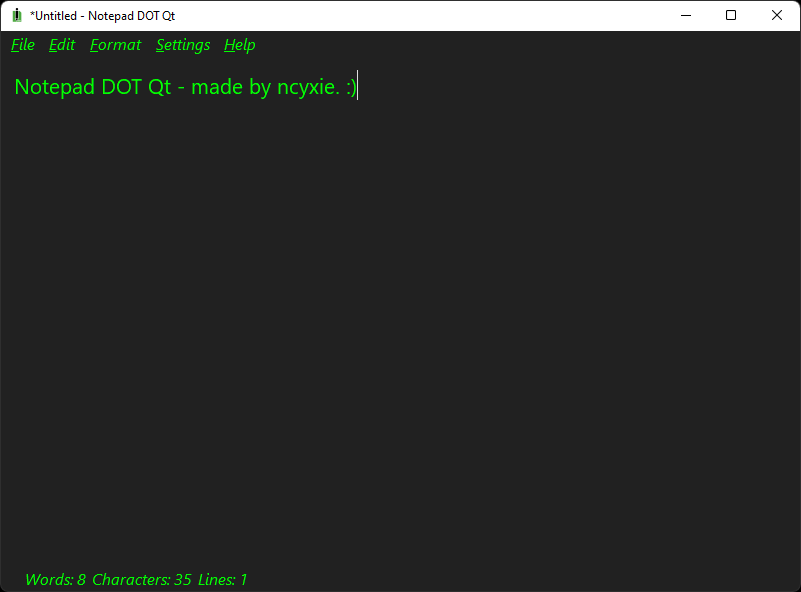 *Untitled - Notepad DOT Qt
File Edit Format Settings Help
Notepad DOT Qt - made by ncyxie. :)
Words: 8 Characters: 35 Lines: 1